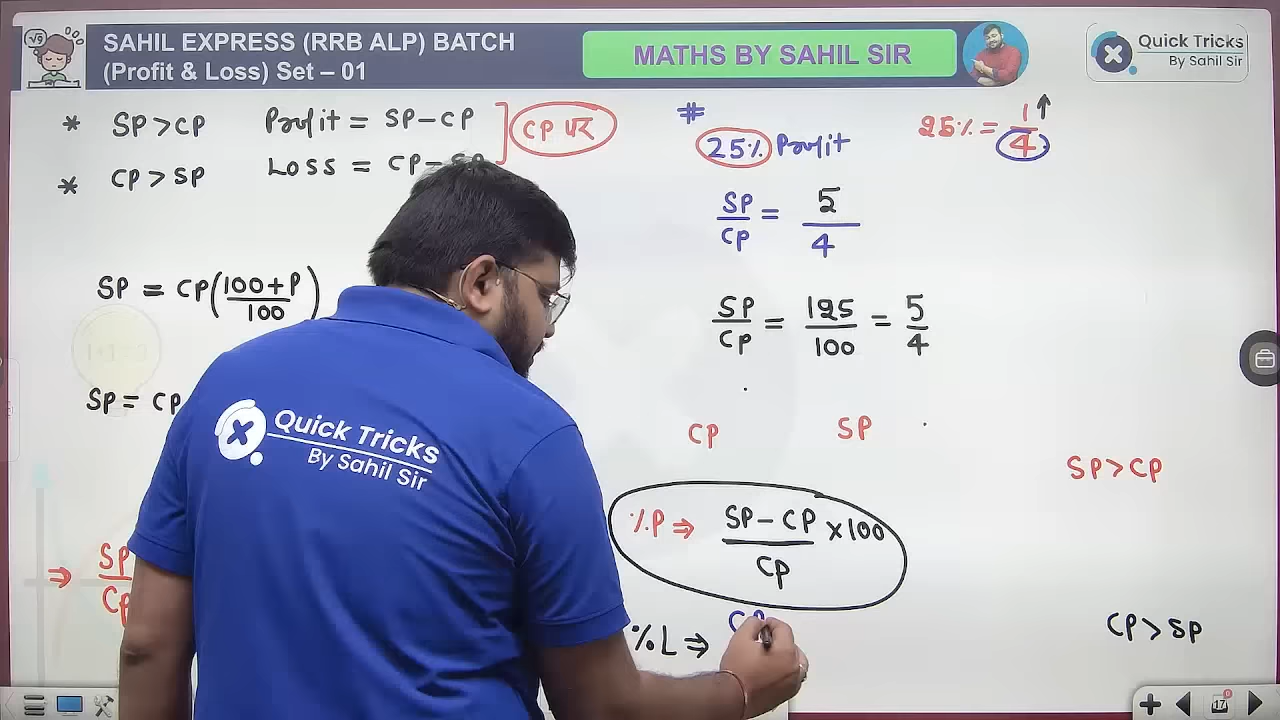 SAHIL EXPRESS (RRB ALP) BATCH
(Profit & Loss) Set – 01
MATHS BY SAHIL SIR
Quick Tricks
By Sahil Sir
* SP > CP Profit = SP – CP
CP पर
* CP > SP LOSS = CP –
#
25% Profit
25% = 1/4 ↑
SP/CP = 5/4
SP = CP(100+P/100)
SP/CP = 125/100 = 5/4
SP = CP
CP SP
SP > CP
%P ⇒ SP – CP/CP × 100
⇒ SP/CP
%L ⇒
CP > SP
Quick Tricks
By Sahil Sir
17